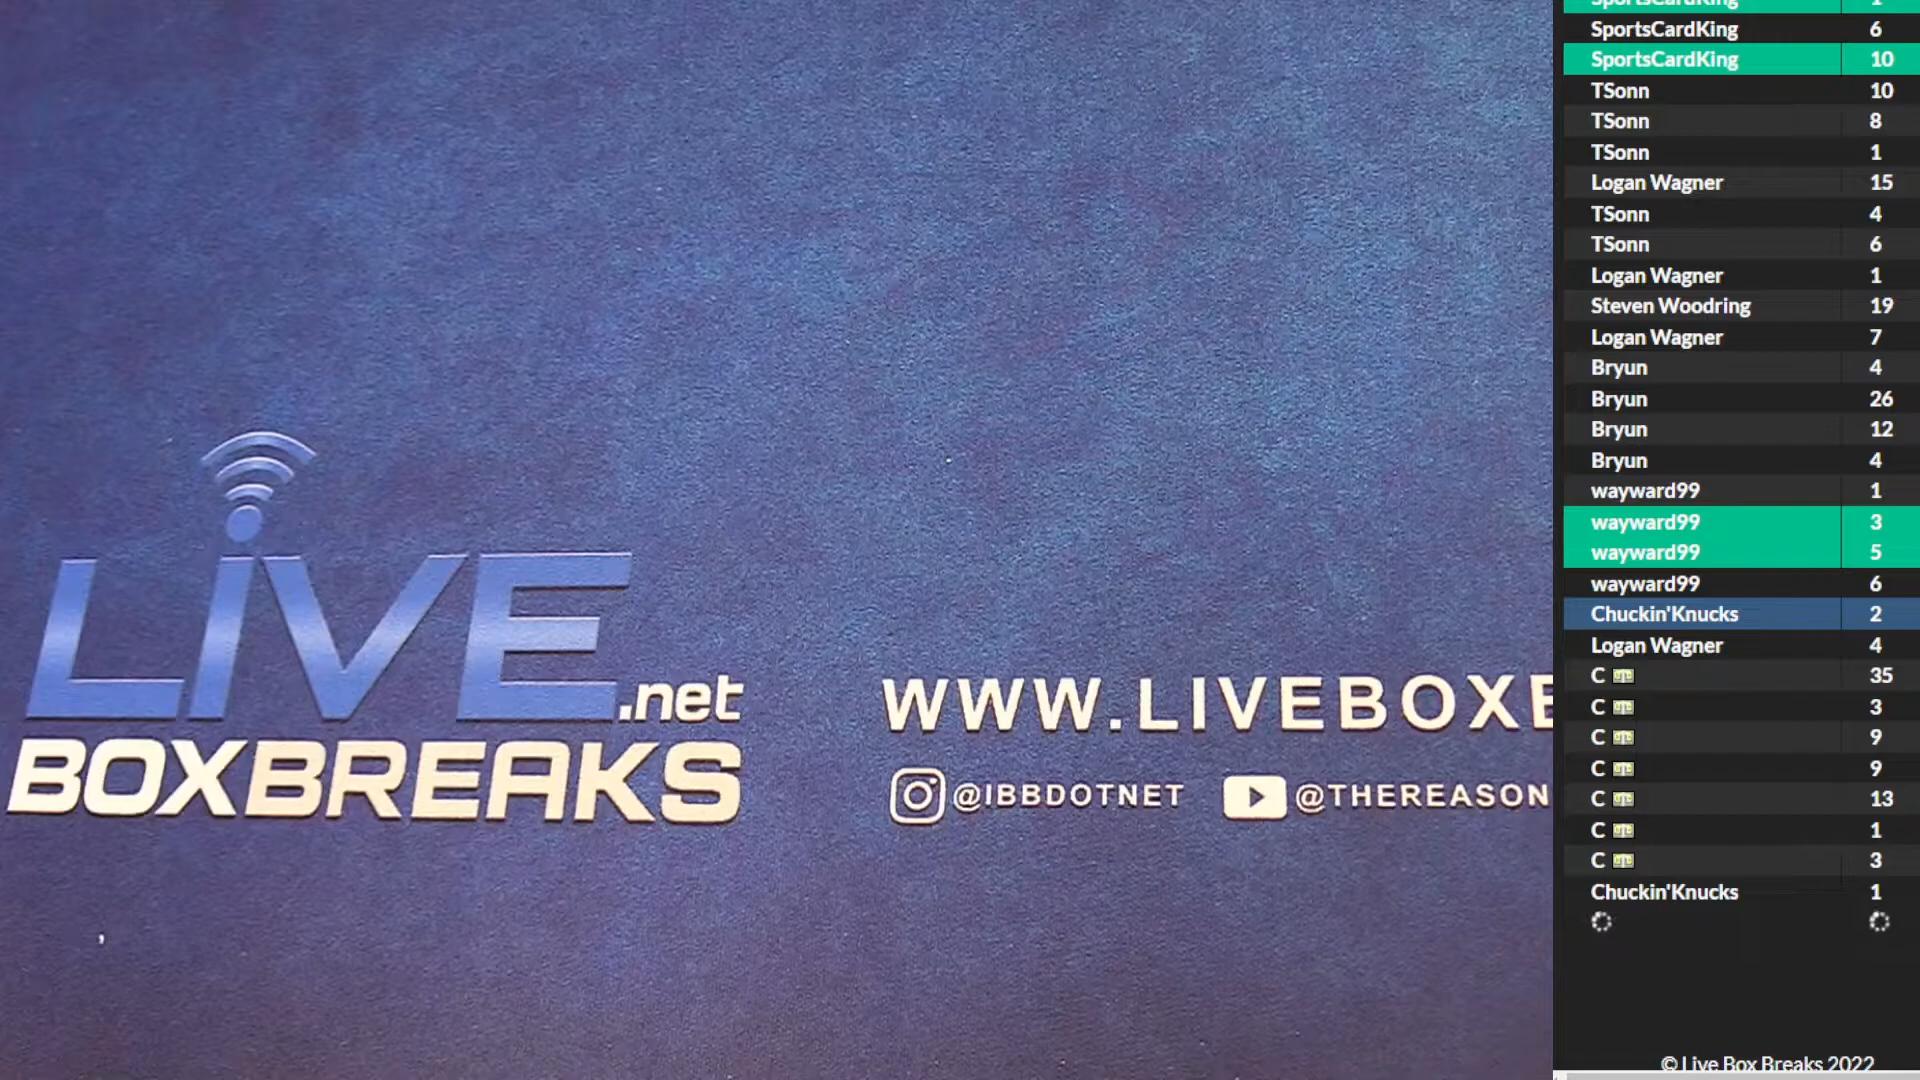 LIVE.net
BOXBREAKS
WWW.LIVEBOXB
@IBBDOTNET @THEREASON
SportsCardKing 1
SportsCardKing 6
SportsCardKing 10
TSonn 10
TSonn 8
TSonn 1
Logan Wagner 15
TSonn 4
TSonn 6
Logan Wagner 1
Steven Woodring 19
Logan Wagner 7
Bryun 4
Bryun 26
Bryun 12
Bryun 4
wayward99 1
wayward99 3
wayward99 5
wayward99 6
Chuckin'Knucks 2
Logan Wagner 4
C 35
C 3
C 9
C 9
C 13
C 1
C 3
Chuckin'Knucks 1
© Live Box Breaks 2022